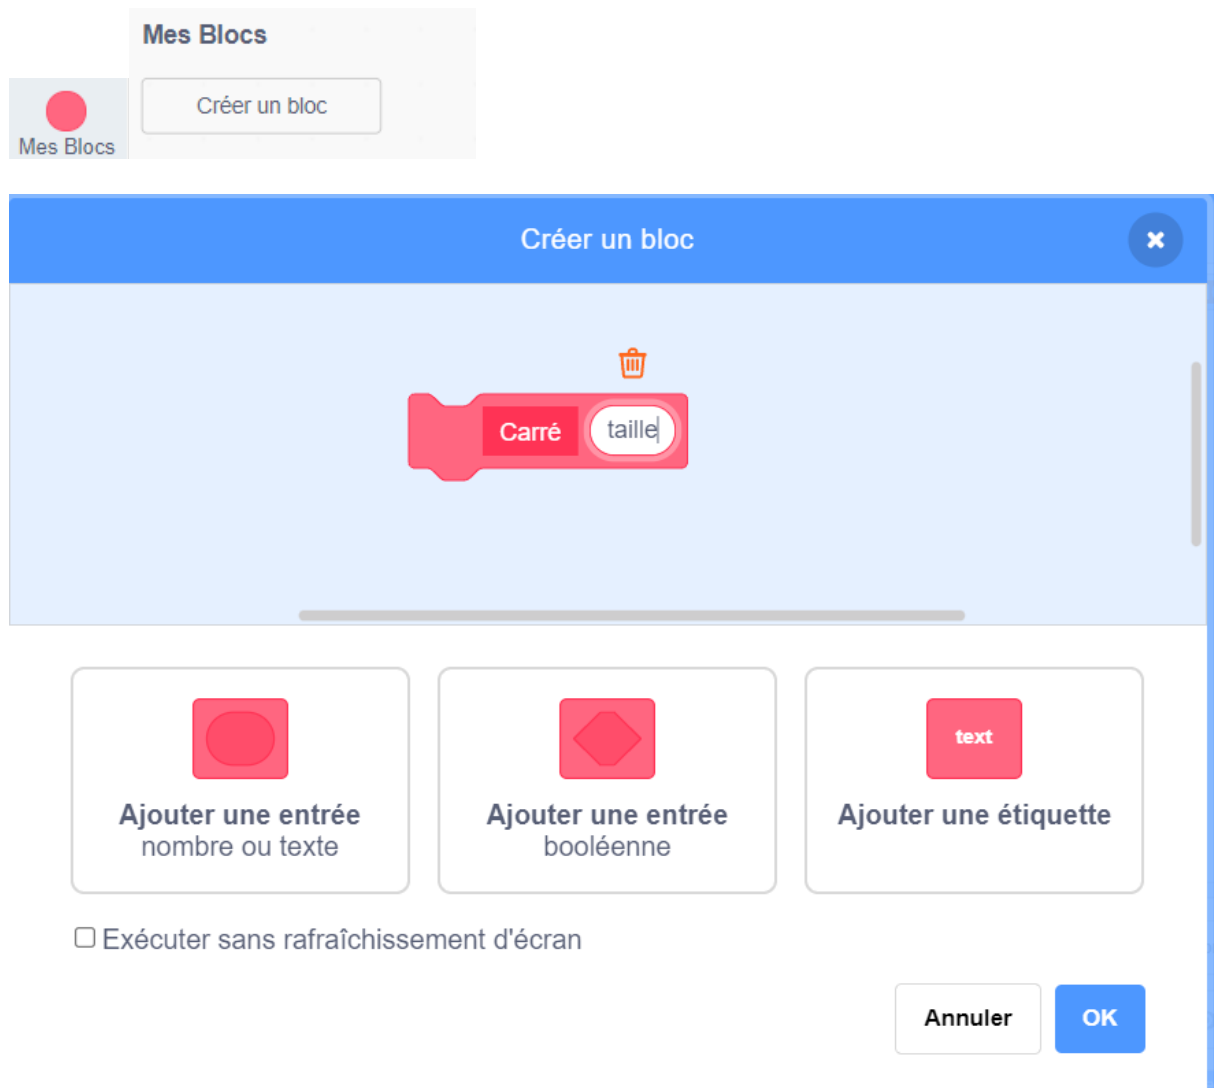 Mes Blocs
Créer un bloc
Mes Blocs
Créer un bloc
Carré taille
text
Ajouter une entrée
nombre ou texte
Ajouter une entrée
booléenne
Ajouter une étiquette
Exécuter sans rafraîchissement d'écran
Annuler
OK